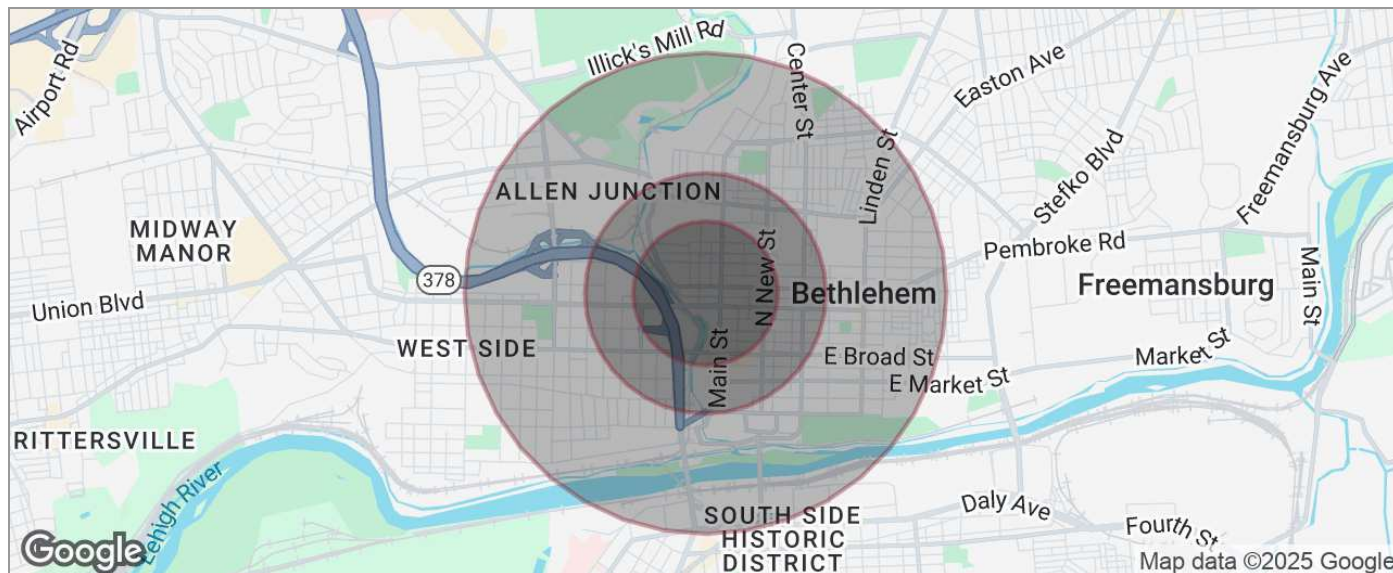 Airport Rd
Illick's Mill Rd
Center St
Easton Ave
Freemansburg Ave
Linden St
Stefko Blvd
ALLEN JUNCTION
MIDWAY
MANOR
N New St
Pembroke Rd
Main St
378
Union Blvd
Bethlehem
Freemansburg
WEST SIDE
Main St
E Broad St
Market St
E Market St
RITTERSVILLE
Lehigh River
SOUTH SIDE
HISTORIC
DISTRICT
Daly Ave
Fourth St
Google
Map data ©2025 Google